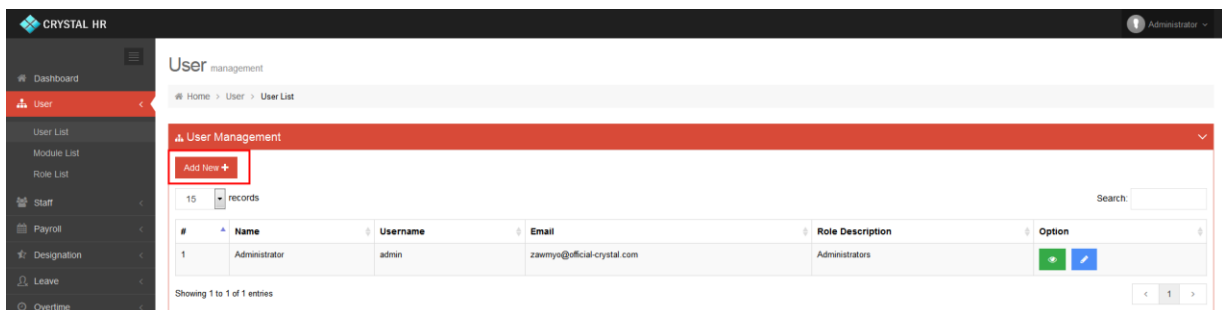 CRYSTAL HR
Administrator
User management
Dashboard
Home > User > User List
User
User List
Module List
Role List
Staff
Payroll
Designation
Leave
Overtime
User Management
Add New +
15 records
Search:
# Name Username Email Role Description Option
1 Administrator admin zawmyo@official-crystal.com Administrators
Showing 1 to 1 of 1 entries
< 1 >